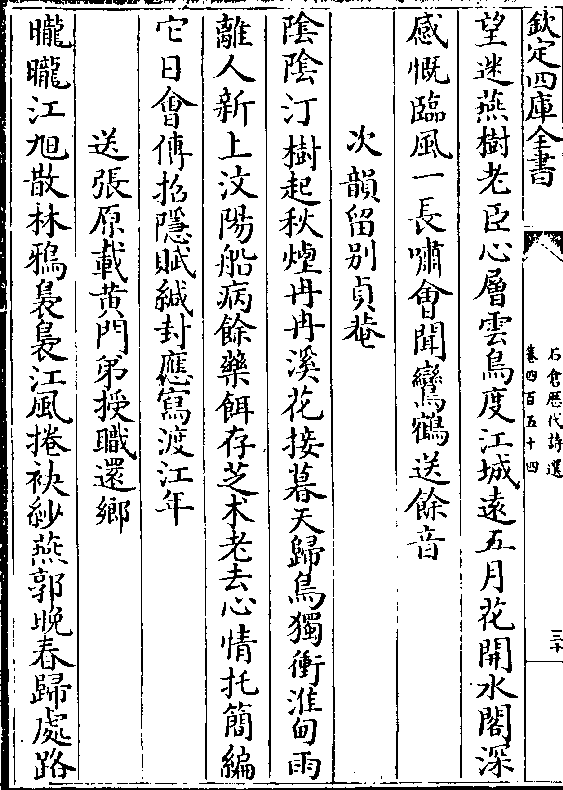 欽定四庫全書
石倉歴代詩選
卷四百五十四
三十
望迷燕樹老臣心層雲鳥度江城遠五月花開水閣深
感慨臨風一長嘯會聞鸞鶴送餘音
次韻留别貞菴
陰陰汀樹起秋煙冉冉溪花接暮天歸鳥獨衝淮甸雨
離人新上汶陽船病餘藥餌存芝术老去心情托簡編
它日會傳招隱賦緘封應寫渡江年
送張原載黄門弟授職還鄉
曨曨江旭散林鴉裊裊江風捲袂紗燕郭晚春歸處路